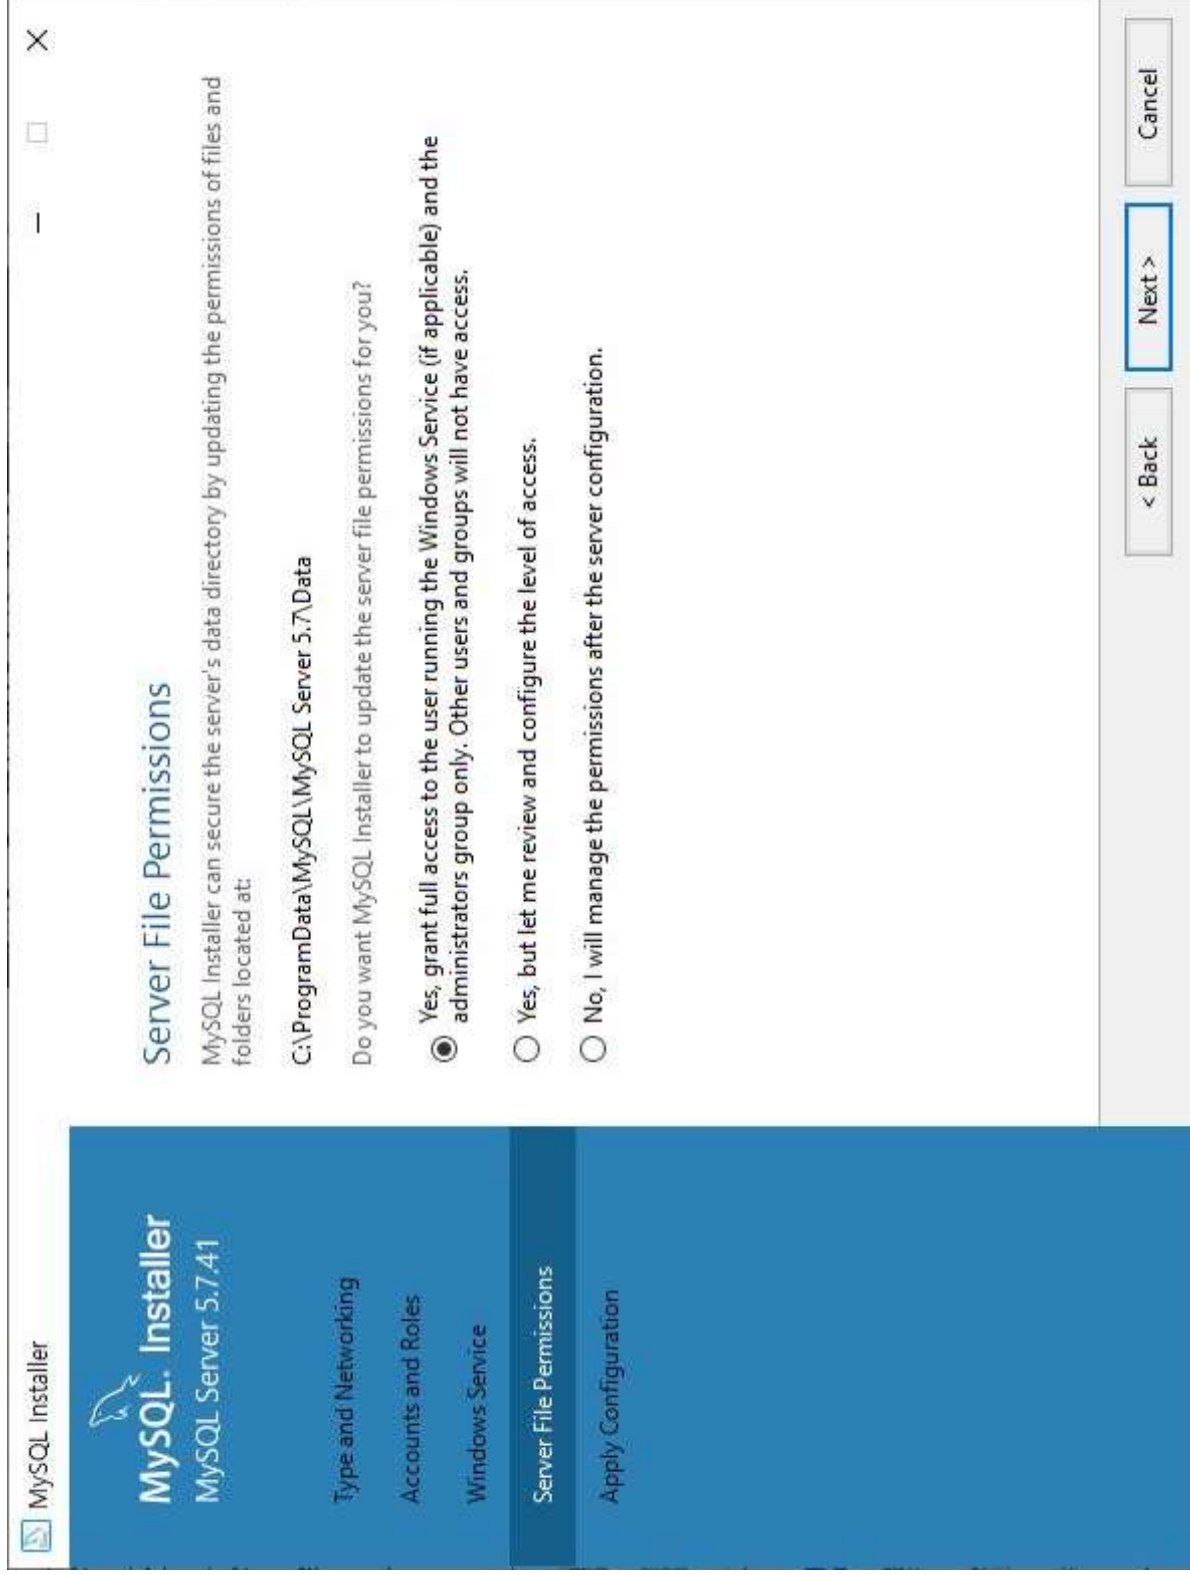 MySQL Installer
MySQL. Installer
MySQL Server 5.7.41
Type and Networking
Accounts and Roles
Windows Service
Server File Permissions
Apply Configuration
Server File Permissions
MySQL Installer can secure the server's data directory by updating the permissions of files and
folders located at:
C:\ProgramData\MySQL\MySQL Server 5.7\Data
Do you want MySQL Installer to update the server file permissions for you?
Yes, grant full access to the user running the Windows Service (if applicable) and the
administrators group only. Other users and groups will not have access.
Yes, but let me review and configure the level of access.
No, I will manage the permissions after the server configuration.
< Back
Next >
Cancel